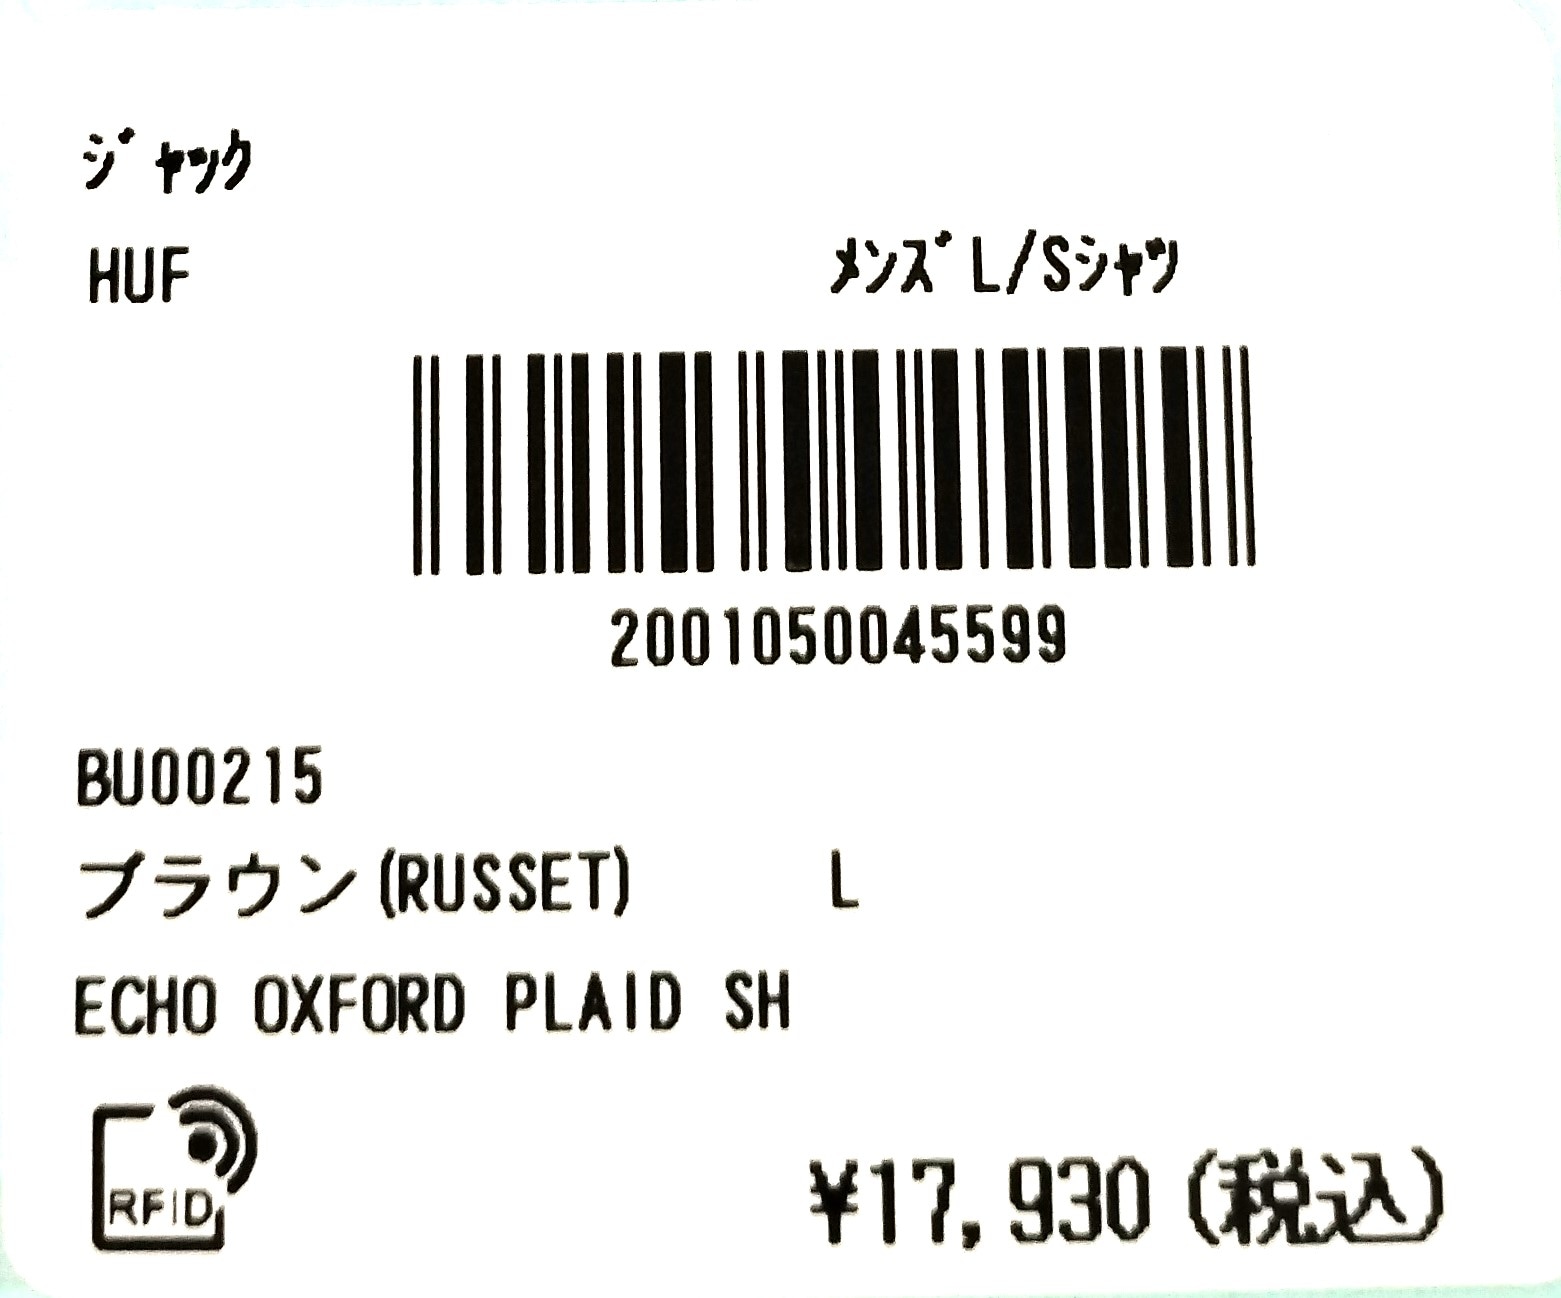 ｼﾞｬｯｸ
HUF
ﾒﾝｽﾞL/Sｼｬﾂ
2001050045599
BU00215
ブラウン(RUSSET) L
ECHO OXFORD PLAID SH
RFID
¥17,930(税込)